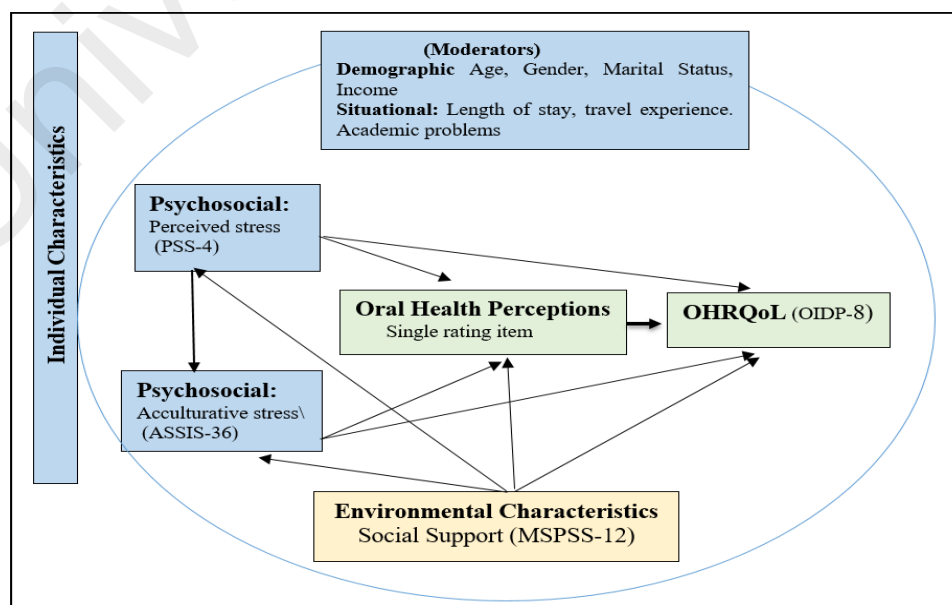 Univ
Individual Characteristics
(Moderators)
Demographic Age, Gender, Marital Status,
Income
Situational: Length of stay, travel experience.
Academic problems
Psychosocial:
Perceived stress
(PSS-4)
Oral Health Perceptions
Single rating item
OHRQoL (OIDP-8)
Psychosocial:
Acculturative stress\
(ASSIS-36)
Environmental Characteristics
Social Support (MSPSS-12)